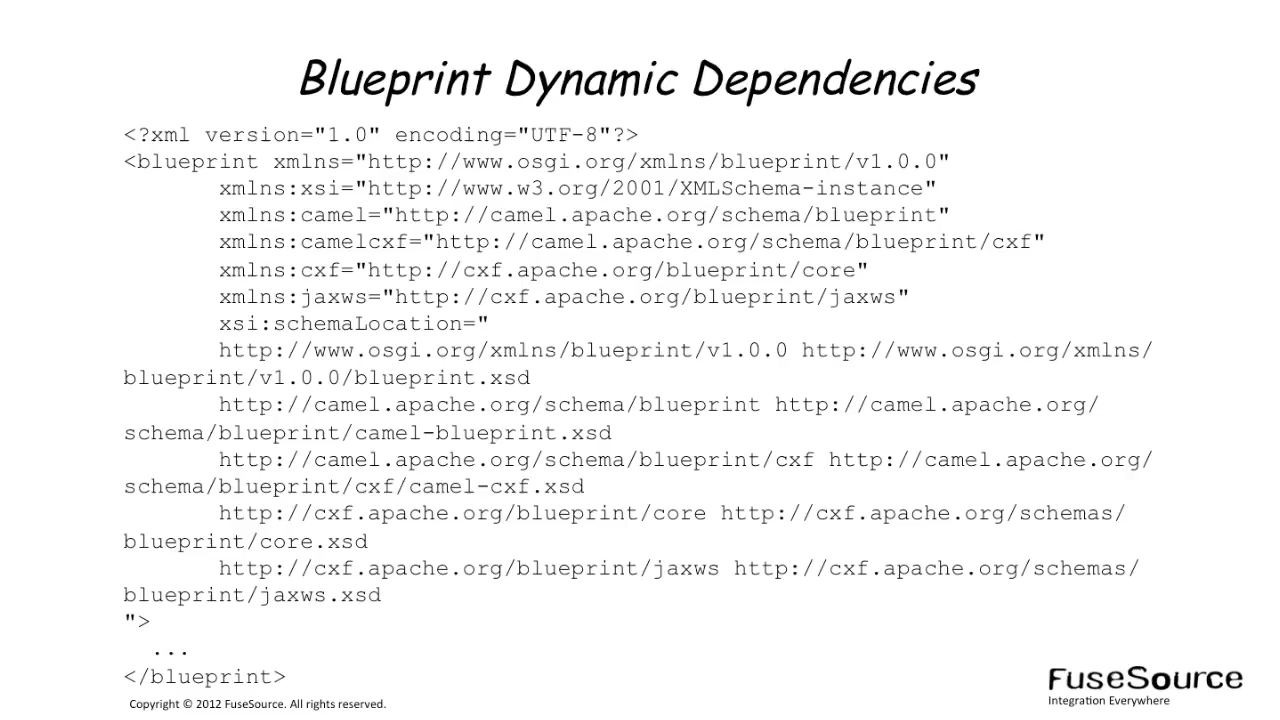 Blueprint Dynamic Dependencies
<?xml version="1.0" encoding="UTF-8"?>
<blueprint xmlns="http://www.osgi.org/xmlns/blueprint/v1.0.0"
xmlns:xsi="http://www.w3.org/2001/XMLSchema-instance"
xmlns:camel="http://camel.apache.org/schema/blueprint"
xmlns:camelcxf="http://camel.apache.org/schema/blueprint/cxf"
xmlns:cxf="http://cxf.apache.org/blueprint/core"
xmlns:jaxws="http://cxf.apache.org/blueprint/jaxws"
xsi:schemaLocation="
http://www.osgi.org/xmlns/blueprint/v1.0.0 http://www.osgi.org/xmlns/
blueprint/v1.0.0/blueprint.xsd
http://camel.apache.org/schema/blueprint http://camel.apache.org/
schema/blueprint/camel-blueprint.xsd
http://camel.apache.org/schema/blueprint/cxf http://camel.apache.org/
schema/blueprint/cxf/camel-cxf.xsd
http://cxf.apache.org/blueprint/core http://cxf.apache.org/schemas/
blueprint/core.xsd
http://cxf.apache.org/blueprint/jaxws http://cxf.apache.org/schemas/
blueprint/jaxws.xsd
">
...
</blueprint>
Copyright © 2012 FuseSource. All rights reserved.
FuseSource
Integration Everywhere